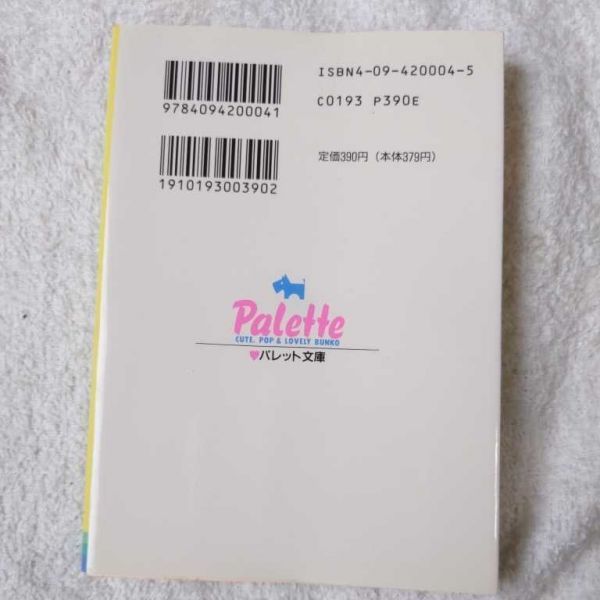 ISBN4-09-420004-5
9784094200041
C0193 P390E
定価390円（本体379円）
1910193003902
Palette
CUTE. POP & LOVELY BUNKO
♥パレット文庫